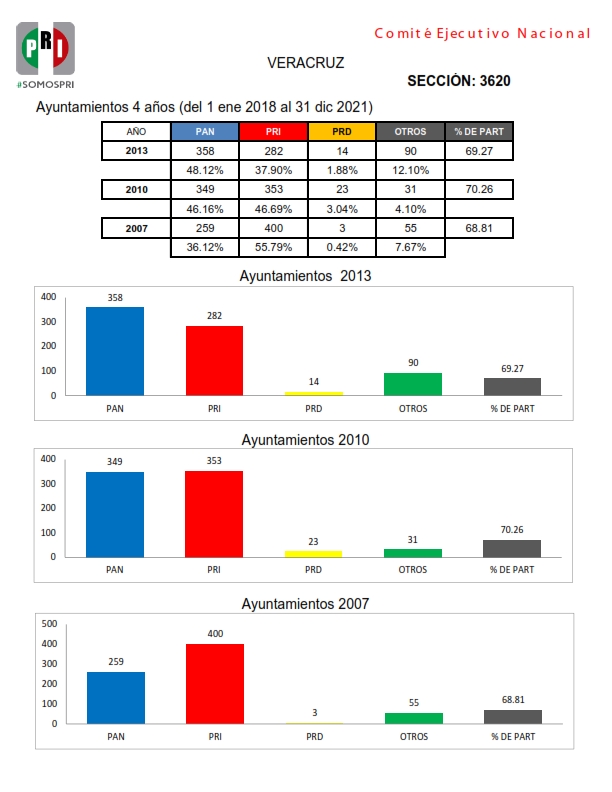 Comité Ejecutivo Nacional
PRI
#SOMOSPRI
VERACRUZ
SECCIÓN: 3620
Ayuntamientos 4 años (del 1 ene 2018 al 31 dic 2021)
AÑO PAN PRI PRD OTROS % DE PART
2013 358 282 14 90 69.27
48.12% 37.90% 1.88% 12.10%
2010 349 353 23 31 70.26
46.16% 46.69% 3.04% 4.10%
2007 259 400 3 55 68.81
36.12% 55.79% 0.42% 7.67%
Ayuntamientos 2013
400
358
300
282
200
100
90
69.27
14
0
PAN PRI PRD OTROS % DE PART
Ayuntamientos 2010
400
349
353
300
200
100
70.26
23
31
0
PAN PRI PRD OTROS % DE PART
Ayuntamientos 2007
500
400
400
300
259
200
100
68.81
55
3
0
PAN PRI PRD OTROS % DE PART